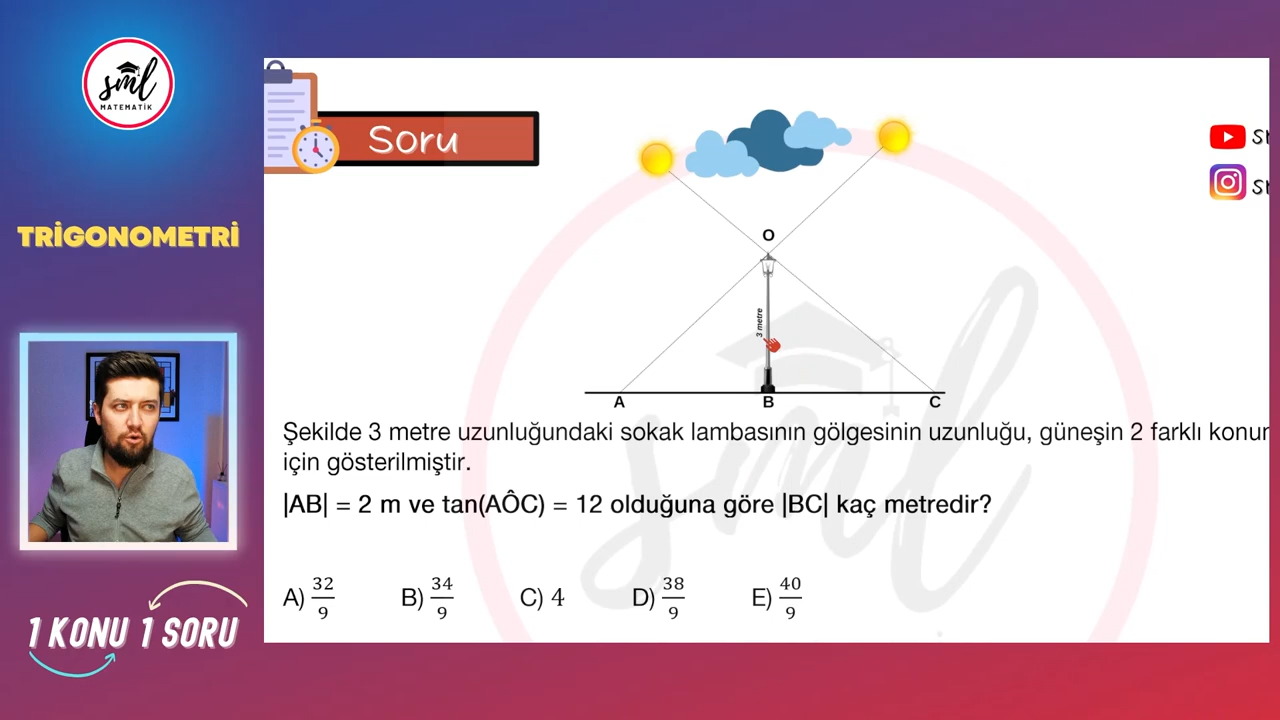 sml
MATEMATİK
Soru
TRİGONOMETRİ
O
3 metre
A B C
Şekilde 3 metre uzunluğundaki sokak lambasının gölgesinin uzunluğu, güneşin 2 farklı
için gösterilmiştir.
|AB| = 2 m ve tan(AÔC) = 12 olduğuna göre |BC| kaç metredir?
A) 32/9 B) 34/9 C) 4 D) 38/9 E) 40/9
1 KONU 1 SORU